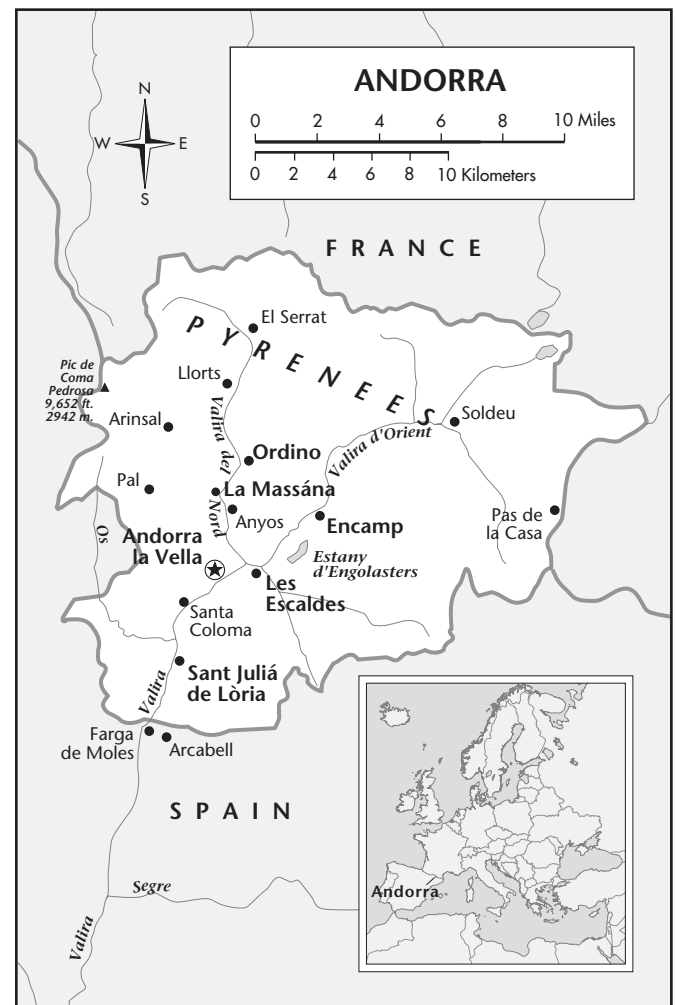 ANDORRA
0 2 4 6 8 10 Miles
0 2 4 6 8 10 Kilometers
N
W E
S
FRANCE
PYRENEES
El Serrat
Pic de
Coma
Pedrosa
9,652 ft.
2942 m.
Llorts
Arinsal
Soldeu
Valira del Nord
Valira d'Orient
Ordino
Pal
La Massána
Anyos
Encamp
Pas de
la Casa
Os
Andorra
la Vella
Estany
d'Engolasters
Les
Escaldes
Santa
Coloma
Sant Juliá
de Lòria
Valira
Farga
de Moles
Arcabell
SPAIN
Segre
Valira
Andorra